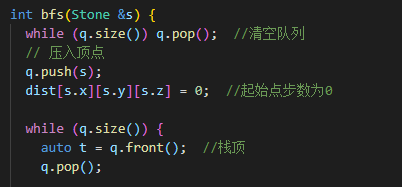 int bfs(Stone &s) {
while (q.size()) q.pop();  //清空队列
// 压入顶点
q.push(s);
dist[s.x][s.y][s.z] = 0;  //起始点步数为0
while (q.size()) {
auto t = q.front();  //栈顶
q.pop();